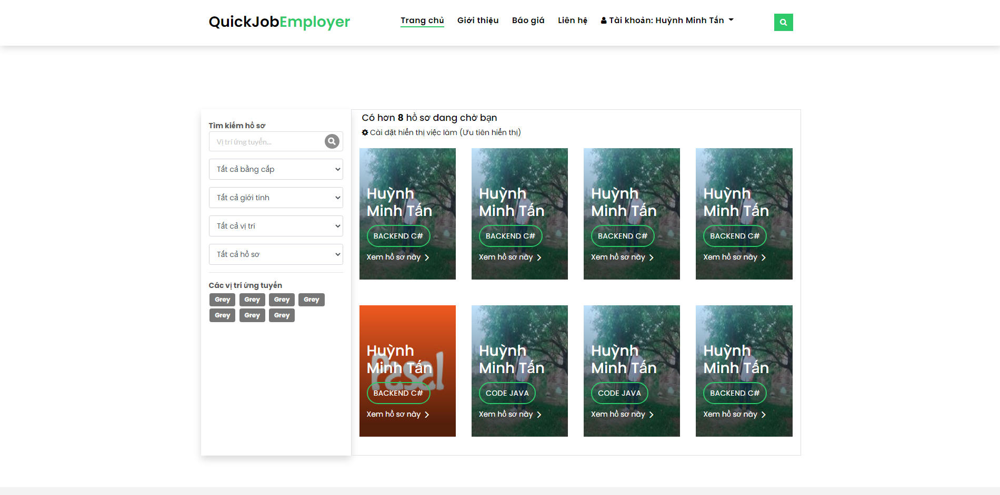 QuickJobEmployer
Trang chủ
Giới thiệu
Báo giá
Liên hệ
Tài khoản: Huỳnh Minh Tấn
Tìm kiếm hồ sơ
Vị trí ứng tuyển...
Tất cả bằng cấp
Tất cả giới tính
Tất cả vị trí
Tất cả hồ sơ
Các vị trí ứng tuyển
Grey Grey Grey Grey
Grey Grey Grey
Có hơn 8 hồ sơ đang chờ bạn
Cài đặt hiển thị việc làm (Ưu tiên hiển thị)
Huỳnh
Minh Tấn
BACKEND C#
Xem hồ sơ này
Huỳnh
Minh Tấn
BACKEND C#
Xem hồ sơ này
Huỳnh
Minh Tấn
BACKEND C#
Xem hồ sơ này
Huỳnh
Minh Tấn
BACKEND C#
Xem hồ sơ này
Pasal
Huỳnh
Minh Tấn
BACKEND C#
Xem hồ sơ này
Huỳnh
Minh Tấn
CODE JAVA
Xem hồ sơ này
Huỳnh
Minh Tấn
CODE JAVA
Xem hồ sơ này
Huỳnh
Minh Tấn
BACKEND C#
Xem hồ sơ này